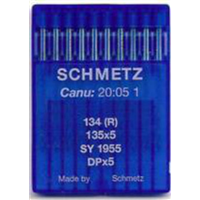 SCHMETZ
Canu: 20:05 1
134 (R)
135x5
SY 1955
DPx5
Made by Schmetz